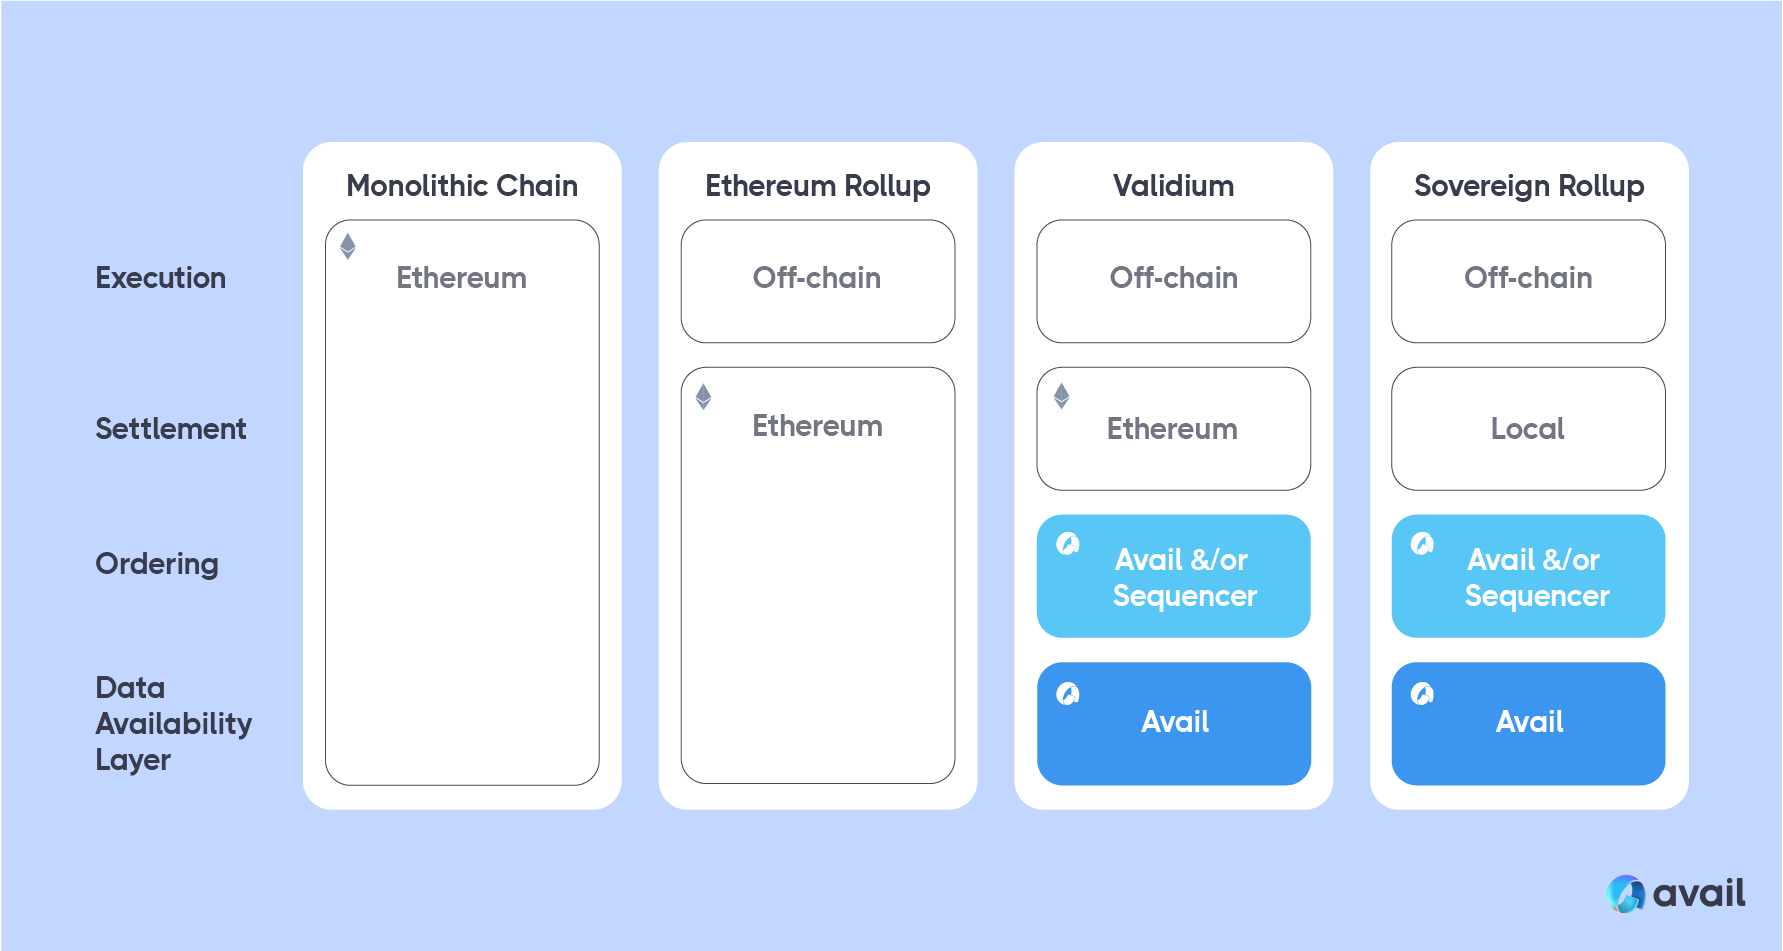 Monolithic Chain
Ethereum Rollup
Validium
Sovereign Rollup
Execution
Ethereum
Off-chain
Off-chain
Off-chain
Settlement
Ethereum
Ethereum
Local
Ordering
Avail &/or
Sequencer
Avail &/or
Sequencer
Data
Availability
Layer
Avail
Avail
avail